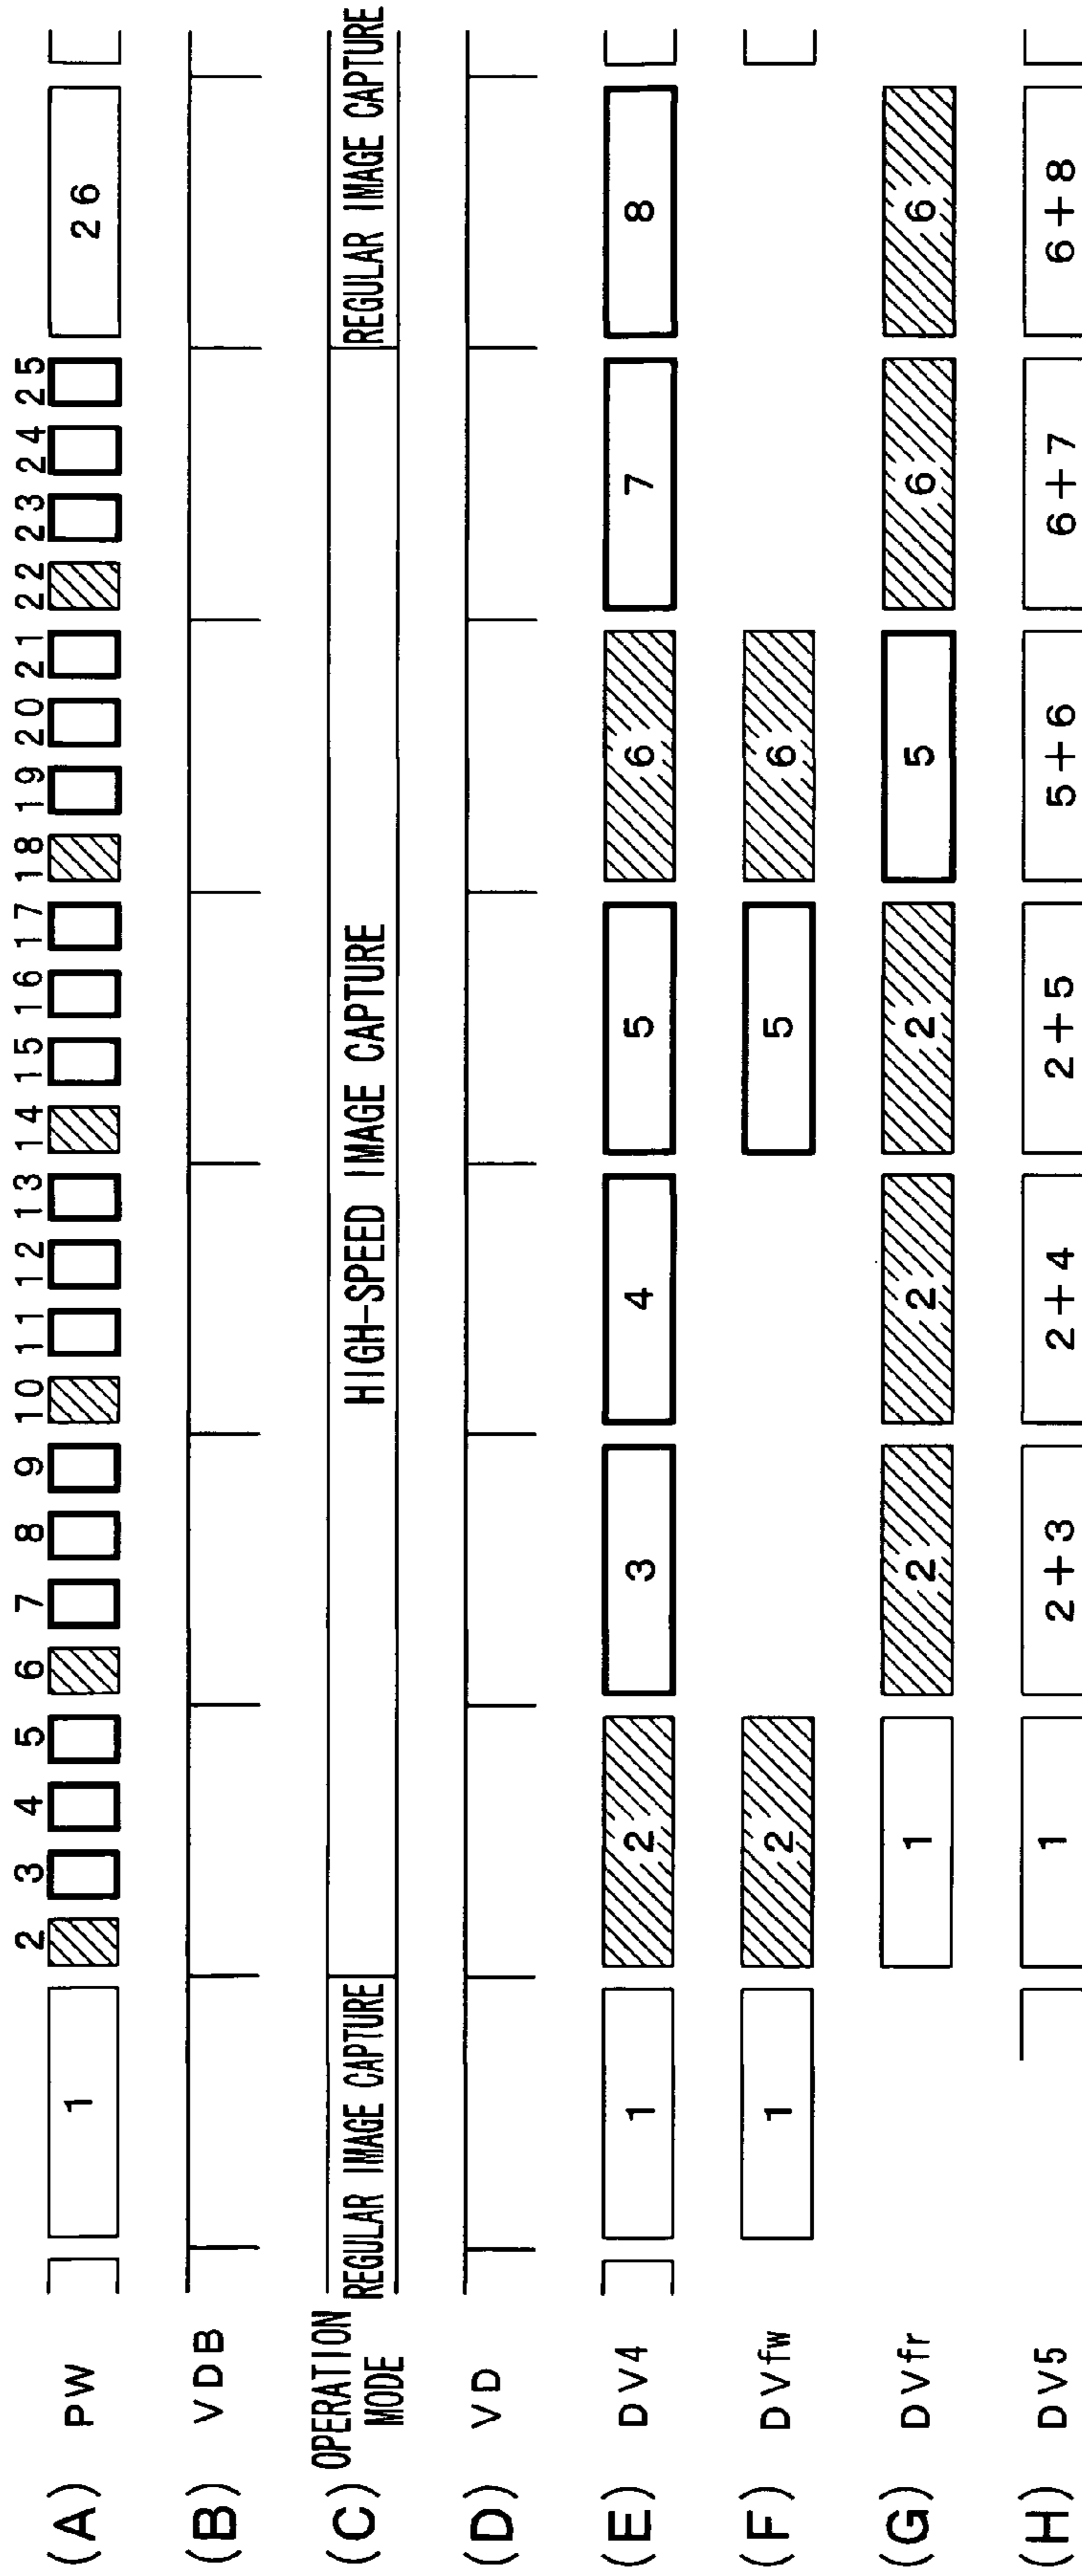 (A) PW 1 2 3 4 5 6 7 8 9 10 11 12 13 14 15 16 17 18 19 20 21 22 23 24 25 26
(B) VDB
(C) OPERATION MODE REGULAR IMAGE CAPTURE HIGH-SPEED IMAGE CAPTURE REGULAR IMAGE CAPTURE
(D) VD
(E) DV4 1 2 3 4 5 6 7 8
(F) DVfw 1 2 5 6
(G) DVfr 1 2 2 2 5 6 6
(H) DV5 1 2+3 2+4 2+5 5+6 6+7 6+8